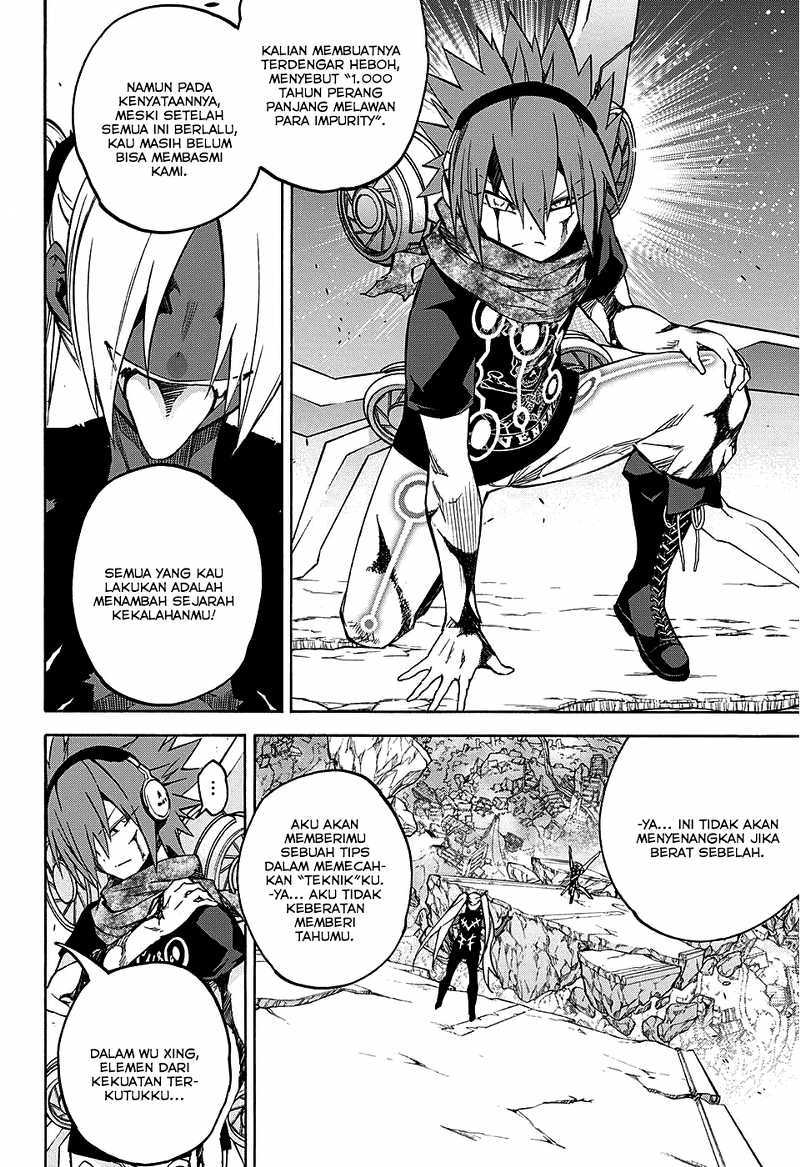 KALIAN MEMBUATNYA
TERDENGAR HEBOH,
MENYEBUT “1.000
TAHUN PERANG
PANJANG MELAWAN
PARA IMPURITY”.
NAMUN PADA
KENYATAANNYA,
MESKI SETELAH
SEMUA INI BERLALU,
KAU MASIH BELUM
BISA MEMBASMI
KAMI.
SEMUA YANG KAU
LAKUKAN ADALAH
MENAMBAH SEJARAH
KEKALAHANMU!
-YA... INI TIDAK AKAN
MENYENANGKAN JIKA
BERAT SEBELAH.
AKU AKAN
MEMBERIMU
SEBUAH TIPS
DALAM MEMECAH-
KAN “TEKNIK”KU.
-YA... AKU TIDAK
KEBERATAN
MEMBERI
TAHUMU.
...
DALAM WU XING,
ELEMEN DARI
KEKUATAN TER-
KUTUKKU...